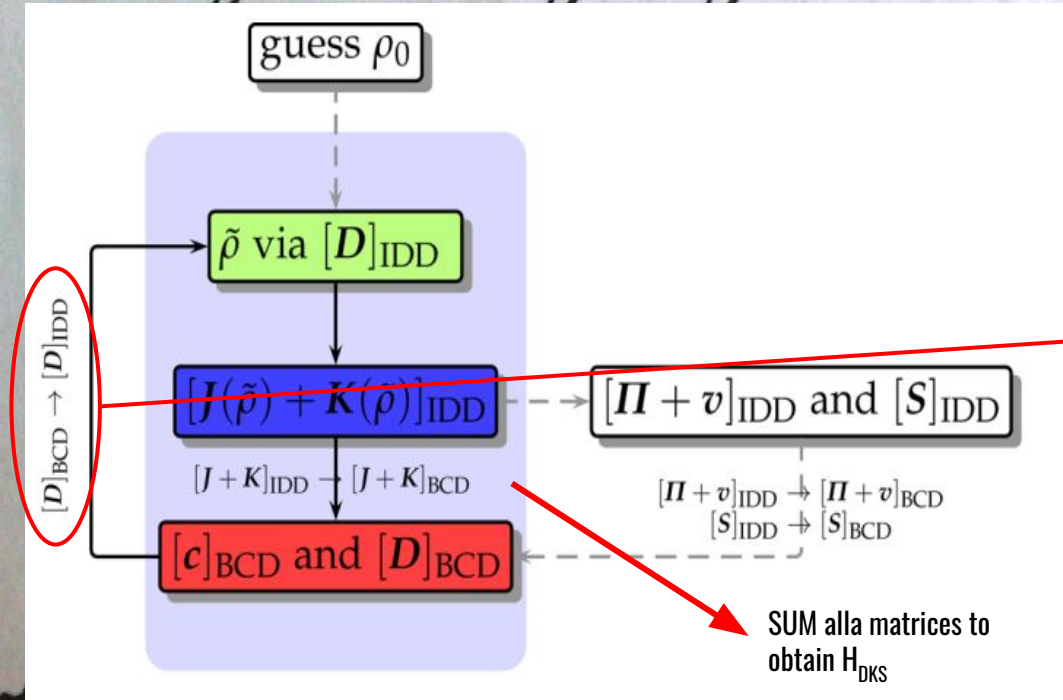 guess ρ₀
ρ̃ via [D]IDD
[D]BCD → [D]IDD
[J(ρ̃) + K(ρ̃)]IDD
[Π + v]IDD and [S]IDD
[J + K]IDD → [J + K]BCD
[Π + v]IDD → [Π + v]BCD
[S]IDD → [S]BCD
[c]BCD and [D]BCD
SUM alla matrices to
obtain H_DKS